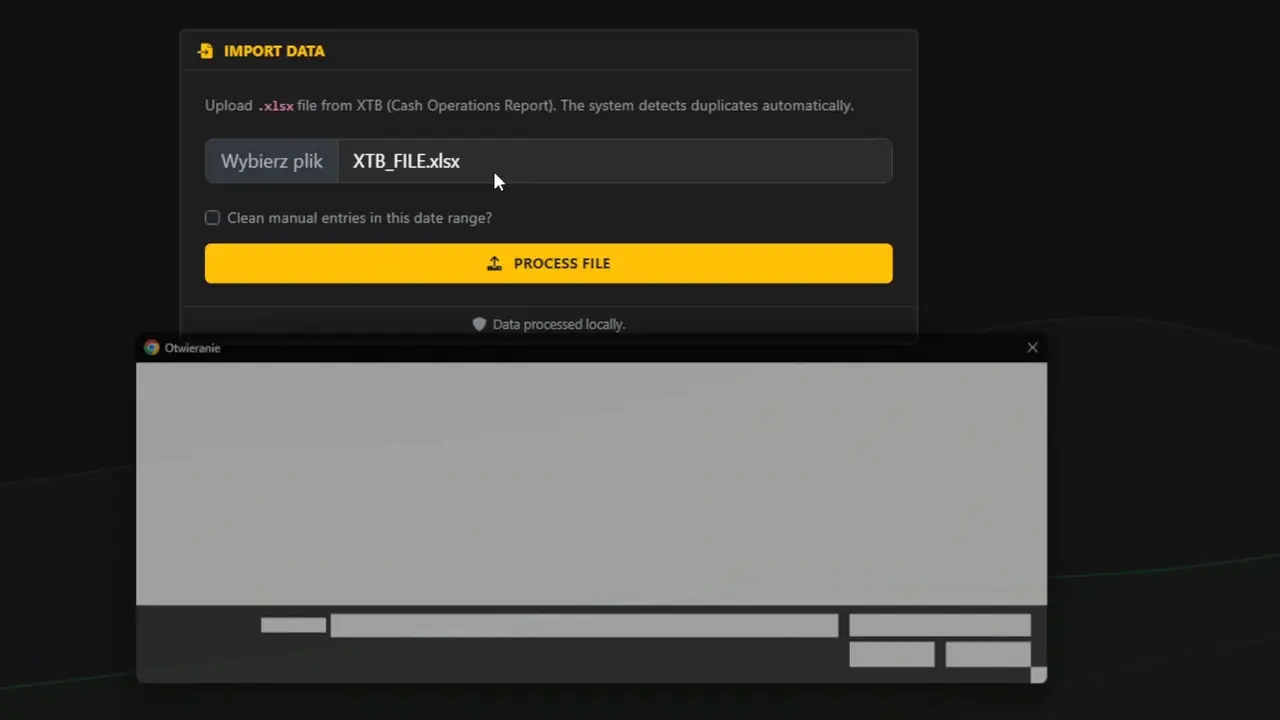 IMPORT DATA
Upload .xlsx file from XTB (Cash Operations Report). The system detects duplicates automatically.
Wybierz plik XTB_FILE.xlsx
Clean manual entries in this date range?
PROCESS FILE
Data processed locally.
Otwieranie